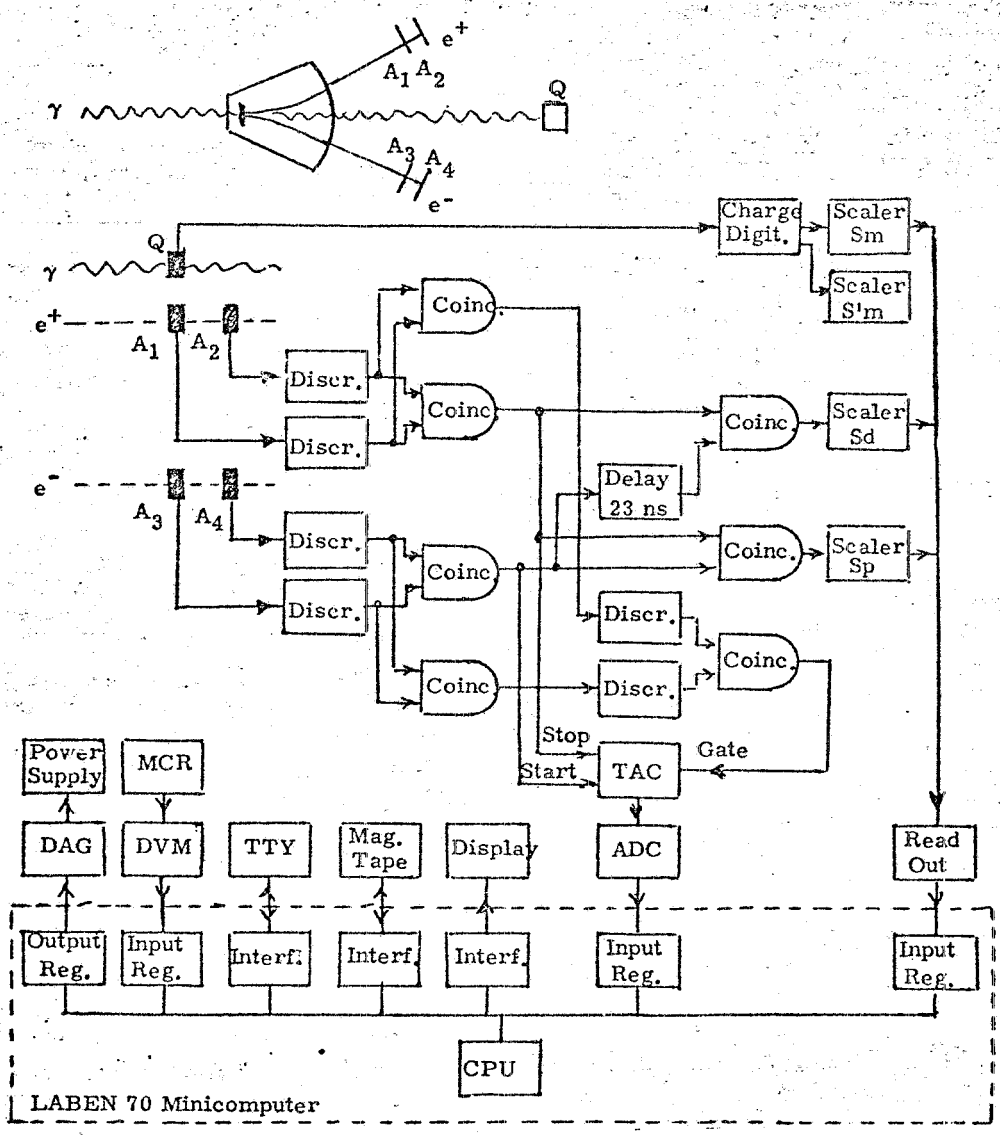 e+
A1 A2
Q
γ
A3 A4
e-
Charge
Digit.
Scaler
Sm
Q
γ
Scaler
S'm
Coinc.
e+
A1 A2
Discr.
Coinc.
Coinc.
Scaler
Sd
Discr.
e-
Delay
23 ns
A3 A4
Discr.
Coinc.
Coinc.
Scaler
Sp
Discr.
Discr.
Coinc.
Coinc.
Discr.
Stop
Gate
Power
Supply
MCR
Start
TAC
DAG
DVM
TTY
Mag.
Tape
Display
ADC
Read
Out
Output
Reg.
Input
Reg.
Interf.
Interf.
Interf.
Input
Reg.
Input
Reg.
CPU
LABEN 70 Minicomputer